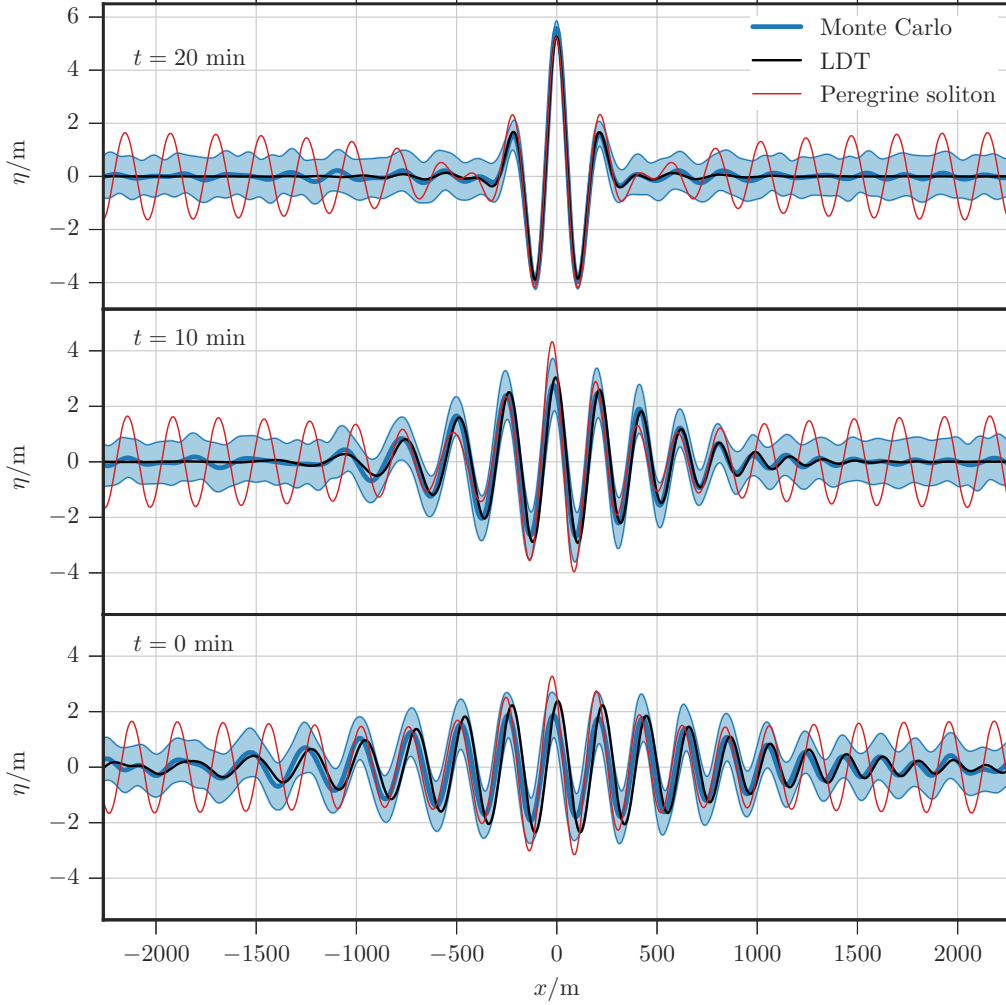 6
t = 20 min
Monte Carlo
LDT
Peregrine soliton
4
2
0
−2
−4
η/m
t = 10 min
4
2
0
−2
−4
η/m
t = 0 min
4
2
0
−2
−4
η/m
−2000 −1500 −1000 −500 0 500 1000 1500 2000
x/m